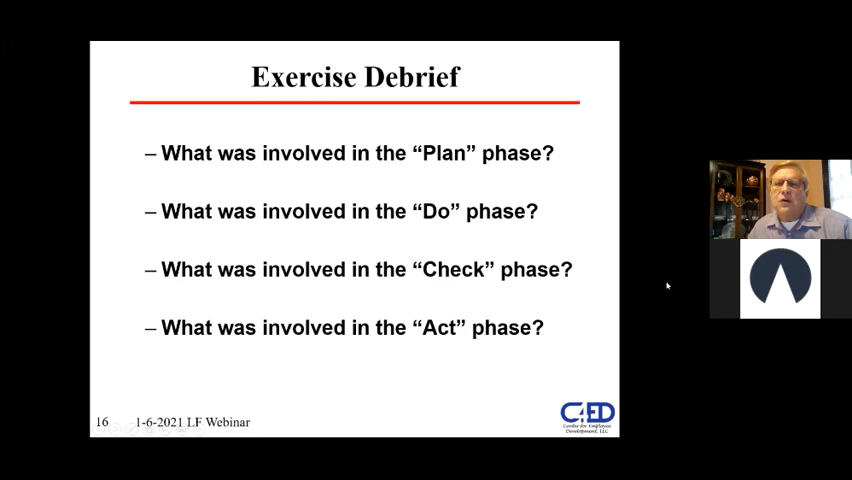 Exercise Debrief
– What was involved in the “Plan” phase?
– What was involved in the “Do” phase?
– What was involved in the “Check” phase?
– What was involved in the “Act” phase?
16 1-6-2021 LF Webinar
C4ED
Center for Employee
Development, LLC